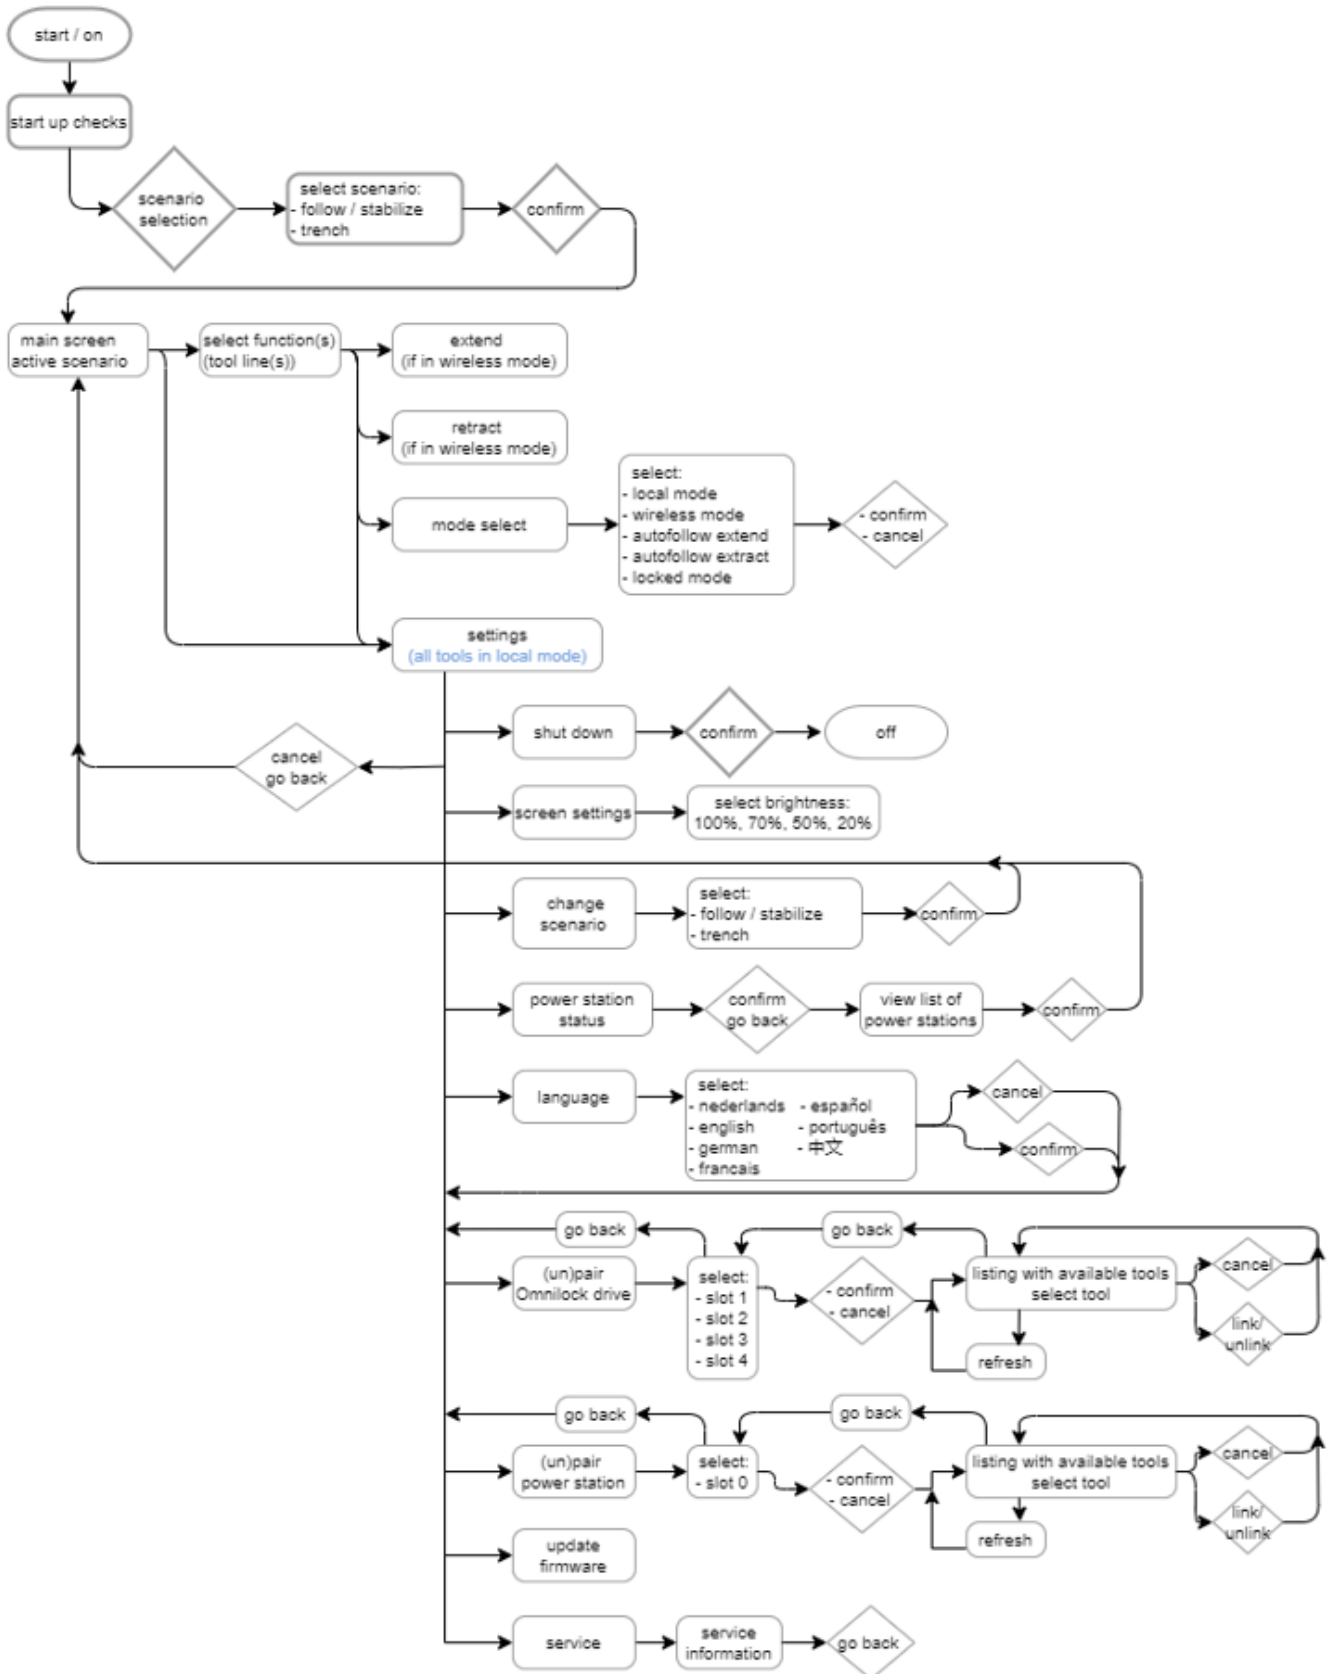 start / on
start up checks
scenario
selection
select scenario:
- follow / stabilize
- trench
confirm
main screen
active scenario
select function(s)
(tool line(s))
extend
(if in wireless mode)
retract
(if in wireless mode)
mode select
select:
- local mode
- wireless mode
- autofollow extend
- autofollow extract
- locked mode
- confirm
- cancel
settings
(all tools in local mode)
shut down
confirm
off
cancel
go back
screen settings
select brightness:
100%, 70%, 50%, 20%
change
scenario
select:
- follow / stabilize
- trench
confirm
power station
status
confirm
go back
view list of
power stations
confirm
language
select:
- nederlands - español
- english - português
- german - 中文
- francais
cancel
confirm
go back
go back
(un)pair
Omnilock drive
select:
- slot 1
- slot 2
- slot 3
- slot 4
- confirm
- cancel
listing with available tools
select tool
refresh
cancel
link/
unlink
go back
go back
(un)pair
power station
select:
- slot 0
- confirm
- cancel
listing with available tools
select tool
refresh
cancel
link/
unlink
update
firmware
service
service
information
go back